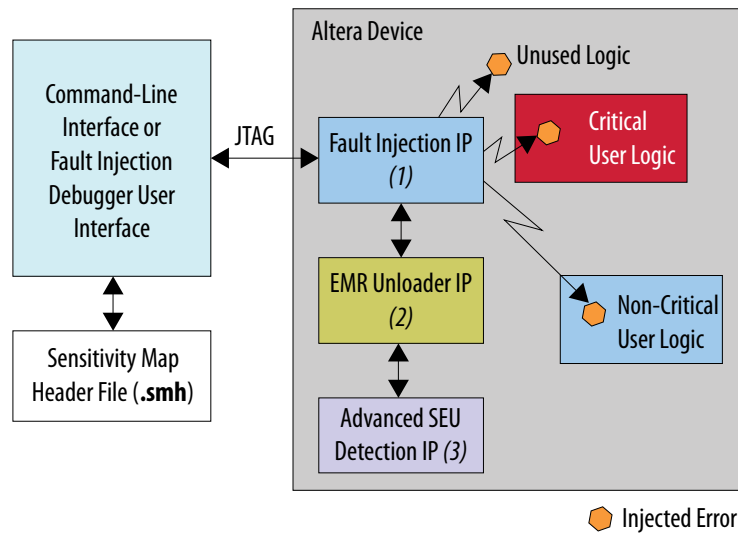 Altera Device
Unused Logic
Command-Line
Interface or
Fault Injection
Debugger User
Interface
JTAG
Fault Injection IP
(1)
Critical
User Logic
EMR Unloader IP
(2)
Non-Critical
User Logic
Sensitivity Map
Header File (.smh)
Advanced SEU
Detection IP (3)
Injected Error